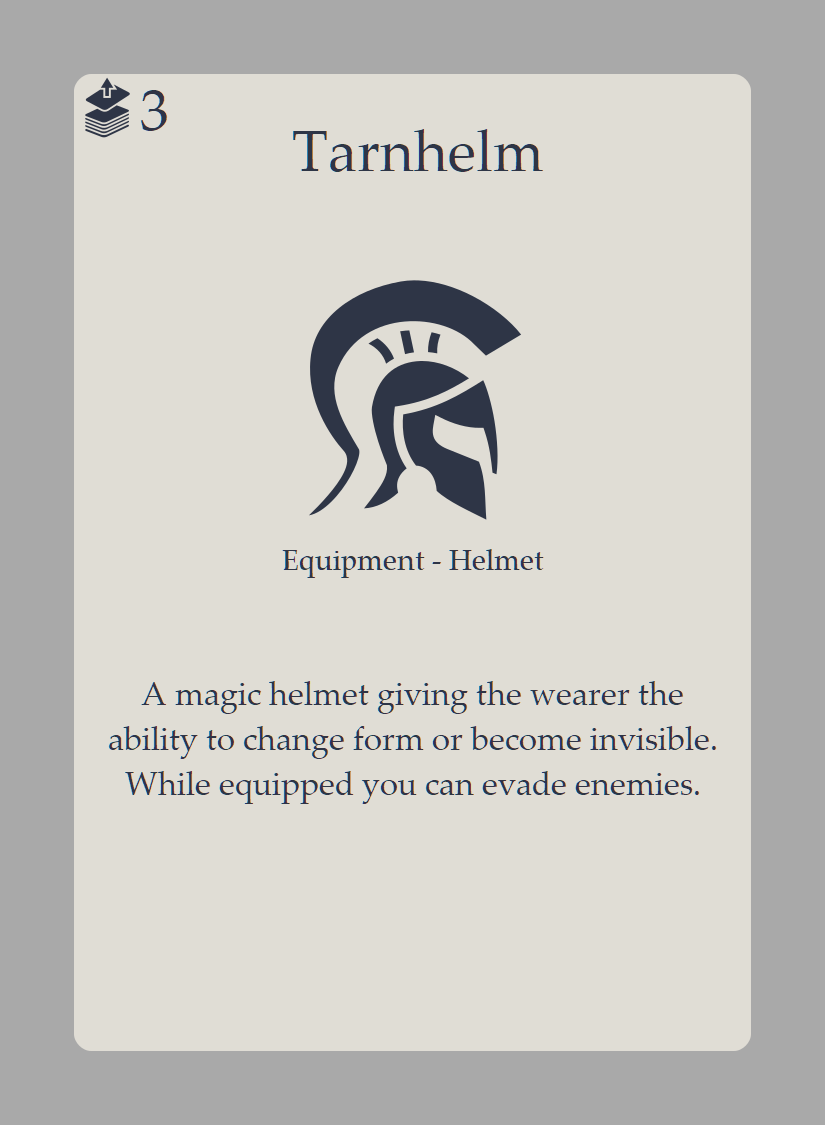 3
Tarnhelm
Equipment - Helmet
A magic helmet giving the wearer the
ability to change form or become invisible.
While equipped you can evade enemies.